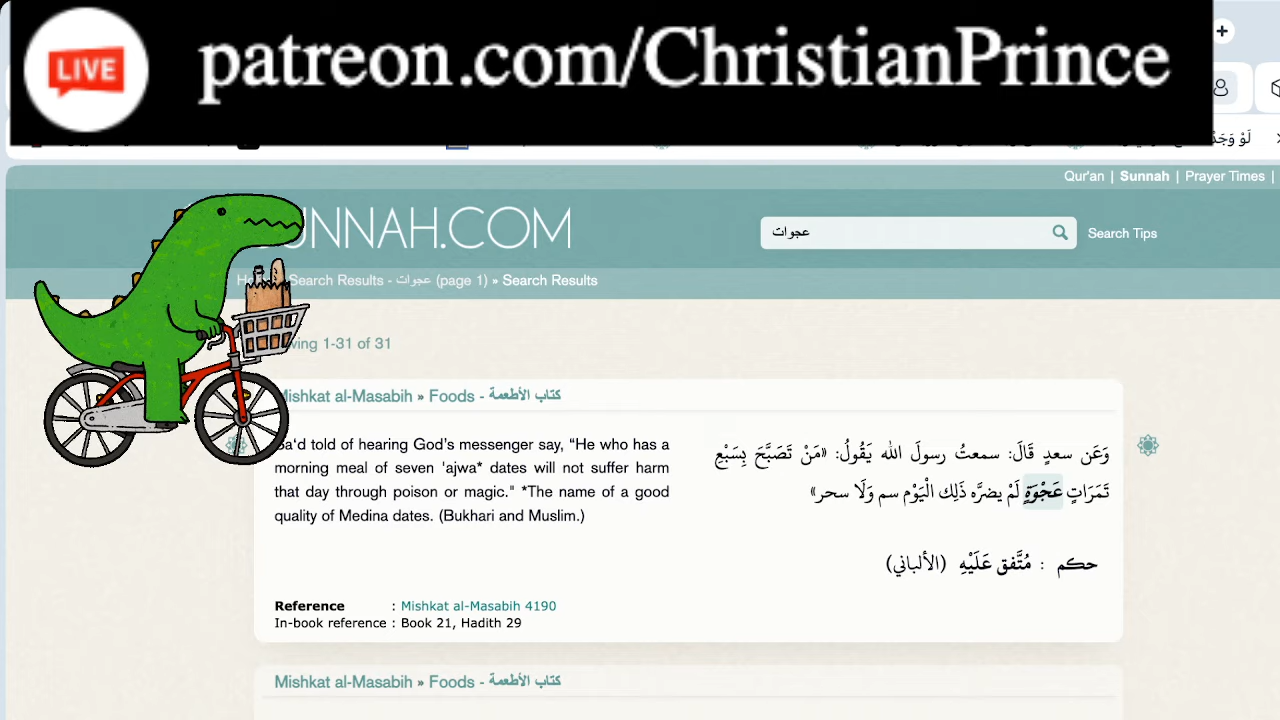 LIVE patreon.com/ChristianPrince
لَوْ وَجَدْ
Qur'an | Sunnah | Prayer Times |
UNNAH.COM
عجوات
Search Tips
Search Results - عجوات (page 1) » Search Results
1-31 of 31
Mishkat al-Masabih » Foods - كتاب الأطعمة
Sa'd told of hearing God's messenger say, "He who has a
morning meal of seven 'ajwa* dates will not suffer harm
that day through poison or magic." *The name of a good
quality of Medina dates. (Bukhari and Muslim.)
وَعَن سعدٍ قَالَ: سمعتُ رسولَ الله يَقُولُ: «مَنْ تَصَبَّحَ بِسَبْعِ
تَمَرَاتٍ عَجْوَةٍ لَمْ يضرَّه ذَلِك الْيَوْم سم وَلَا سحر»
حكم : مُتَّفق عَلَيْهِ (الألباني)
Reference : Mishkat al-Masabih 4190
In-book reference : Book 21, Hadith 29
Mishkat al-Masabih » Foods - كتاب الأطعمة